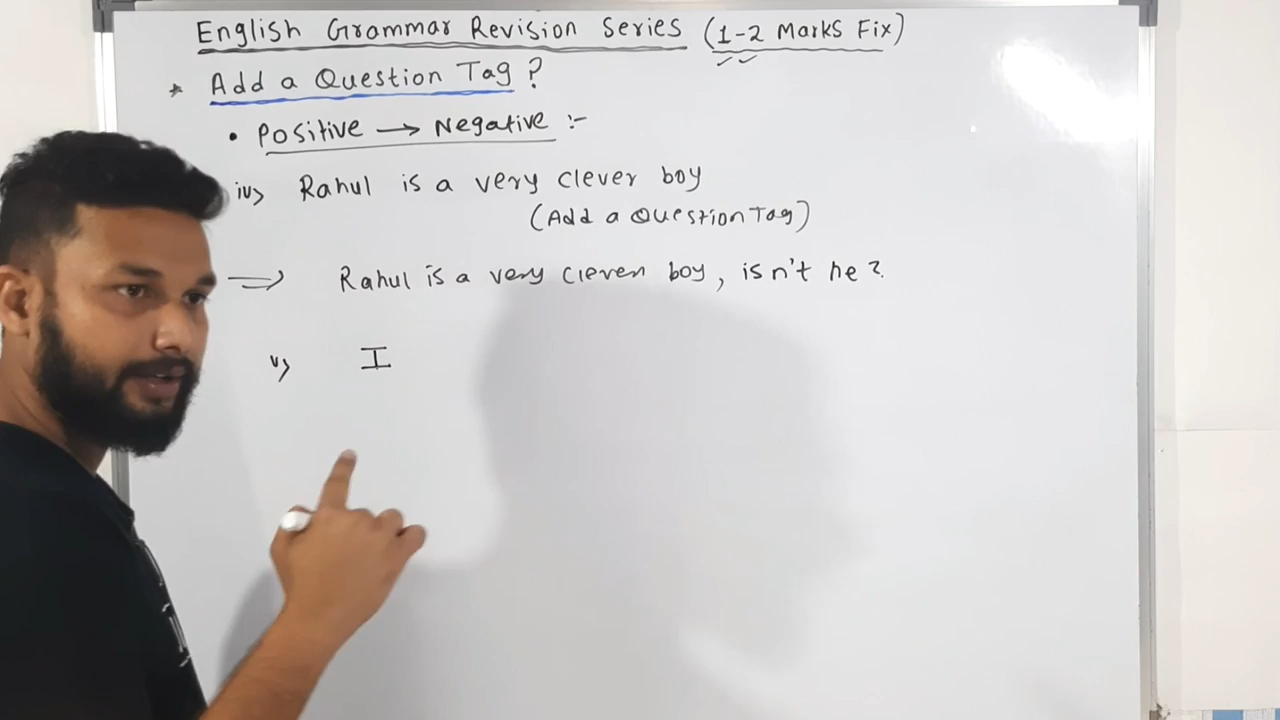 English Grammar Revision Series (1-2 Marks Fix)
* Add a Question Tag ?
• Positive → Negative :-
iv> Rahul is a very clever boy
(Add a Question Tag)
⇒ Rahul is a very clever boy, isn't he ?
v> I